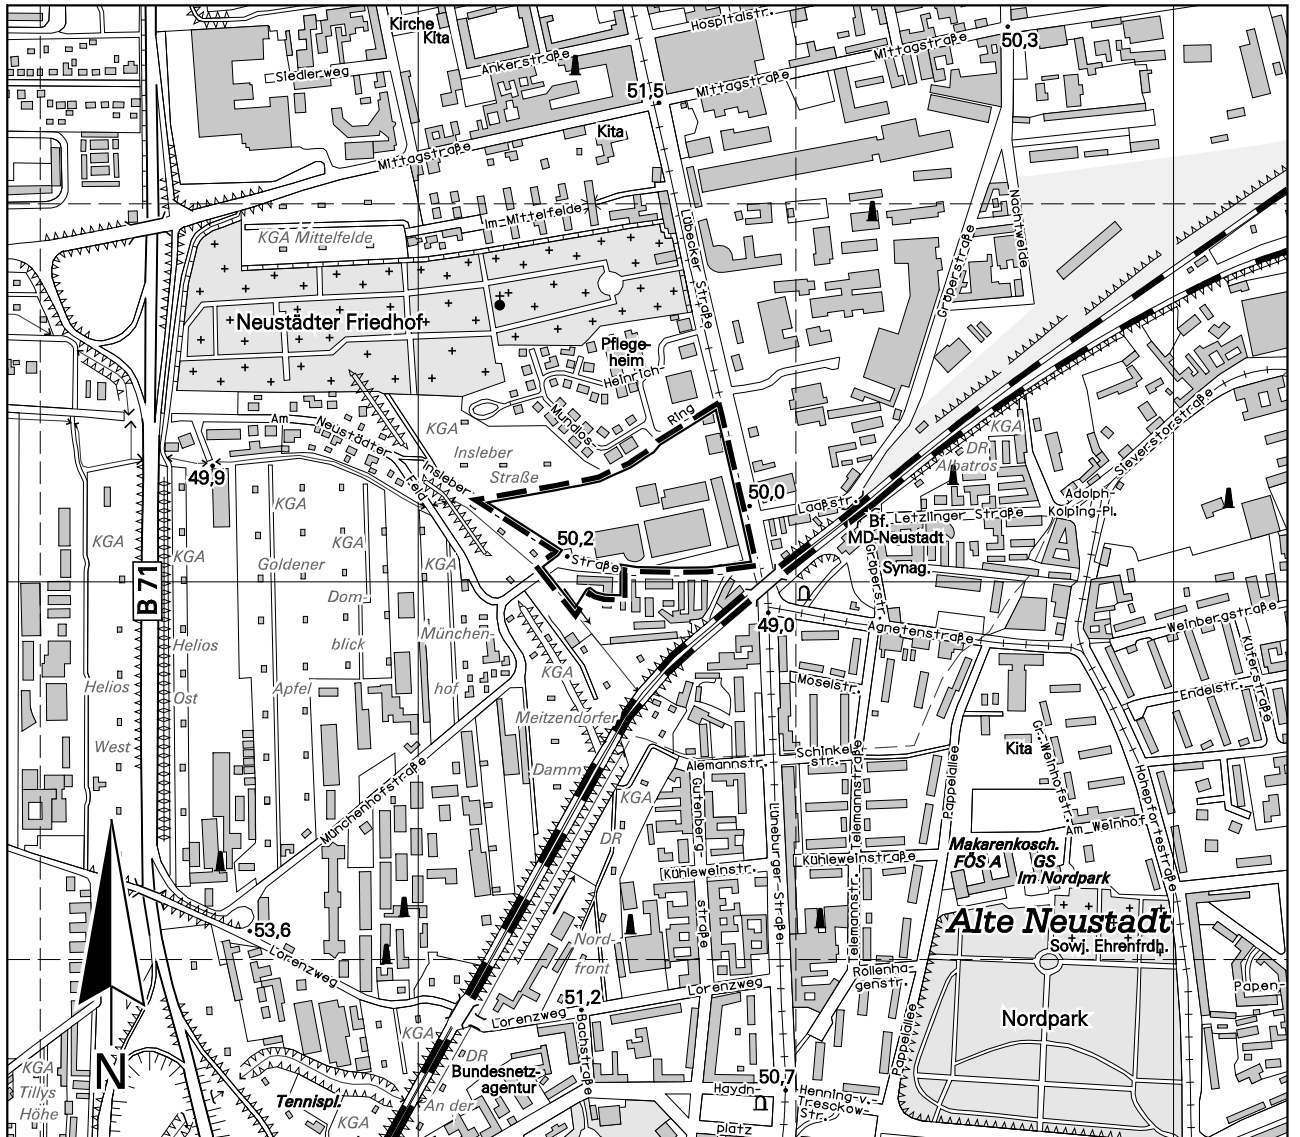 Kirche
Kita
Hospitalstr.
50,3
Mittagstraße
Ankerstraße
Siedlerweg
51,5
Mittagstraße
Kita
Mittagstraße
Im-Mittelfelde
Nachtweide
KGA Mittelfelde
Lübecker Straße
Gröperstraße
Neustädter Friedhof
Pflege-
heim
Heinrich-
Mundlos-
Ring
Sieverstorstraße
Am Neustädter
Feld
KGA
Insleber
Straße
Insleber
KGA
DR
Albatros
49,9
KGA
50,0
Laaßstr.
Adolph-
Kolping-Pl.
Bf.
Letzlinger Straße
MD-Neustadt
Synag.
Gröperstr.
50,2
Straße
KGA
KGA
KGA
KGA
Goldener
B 71
Dom-
blick
München-
hof
Helios
Ost
Apfel
Helios
West
49,0
Agnetenstraße
Weinbergstraße
Küferstraße
Endelstr.
Moselstr.
KGA
Meitzendorfer
Damm
Schinkel-
str.
Alemannstr.
Kita
Gr. Weinhofstr.
Hohepfortestraße
Pappelallee
Telemannstraße
Münchenhofstraße
KGA
DR
Gutenberg-
straße
Lüneburger-Straße
Am Weinhof
Makarenkosch.
FÖS A
GS
Im Nordpark
Kühleweinstr.
Kühleweinstraße
Telemannstr.
Alte Neustadt
Sowj. Ehrenfrdh.
53,6
Lorenzweg
Nord-
front
Rollenha-
genstr.
Lorenzweg
51,2
Lorenzweg
Papen-
Nordpark
Pappelallee
Bachstraße
KGA
DR
Bundesnetz-
agentur
An der
N
KGA
Tillys
Höhe
Tennispl.
KGA
50,7
Haydn-
platz
Henning-v.
Tresckow-
Str.